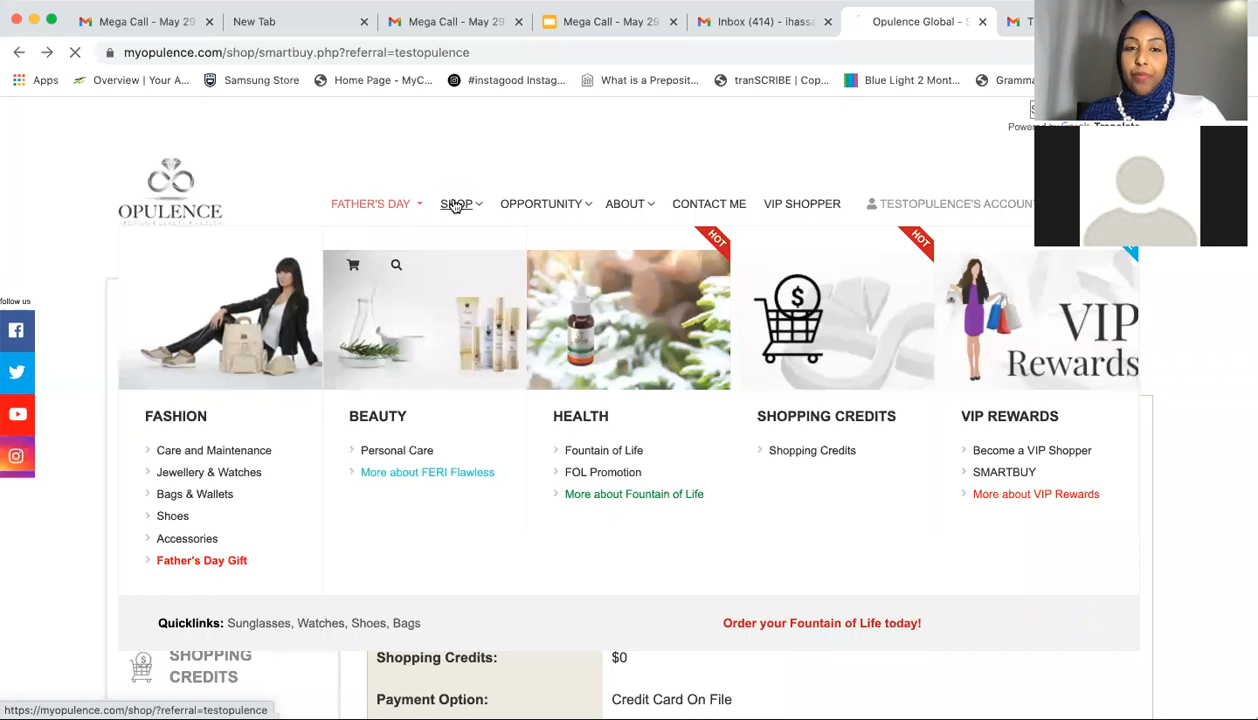 Mega Call - May 29
New Tab
Mega Call - May 29
Mega Call - May 29
Inbox (414) - ihass
Opulence Global - S
myopulence.com/shop/smartbuy.php?referral=testopulence
Apps
Overview | Your A...
Samsung Store
Home Page - MyC...
#instagood Instag...
What is a Preposit...
tranSCRIBE | Cop...
Blue Light 2 Mont...
Gramma
OPULENCE
FATHER'S DAY
SHOP
OPPORTUNITY
ABOUT
CONTACT ME
VIP SHOPPER
TESTOPULENCE'S ACCOUNT
HOT
HOT
VIP
Rewards
follow us
FASHION
Care and Maintenance
Jewellery & Watches
Bags & Wallets
Shoes
Accessories
Father's Day Gift
BEAUTY
Personal Care
More about FERI Flawless
HEALTH
Fountain of Life
FOL Promotion
More about Fountain of Life
SHOPPING CREDITS
Shopping Credits
VIP REWARDS
Become a VIP Shopper
SMARTBUY
More about VIP Rewards
Quicklinks: Sunglasses, Watches, Shoes, Bags
Order your Fountain of Life today!
SHOPPING
CREDITS
Shopping Credits: $0
Payment Option: Credit Card On File
https://myopulence.com/shop/?referral=testopulence